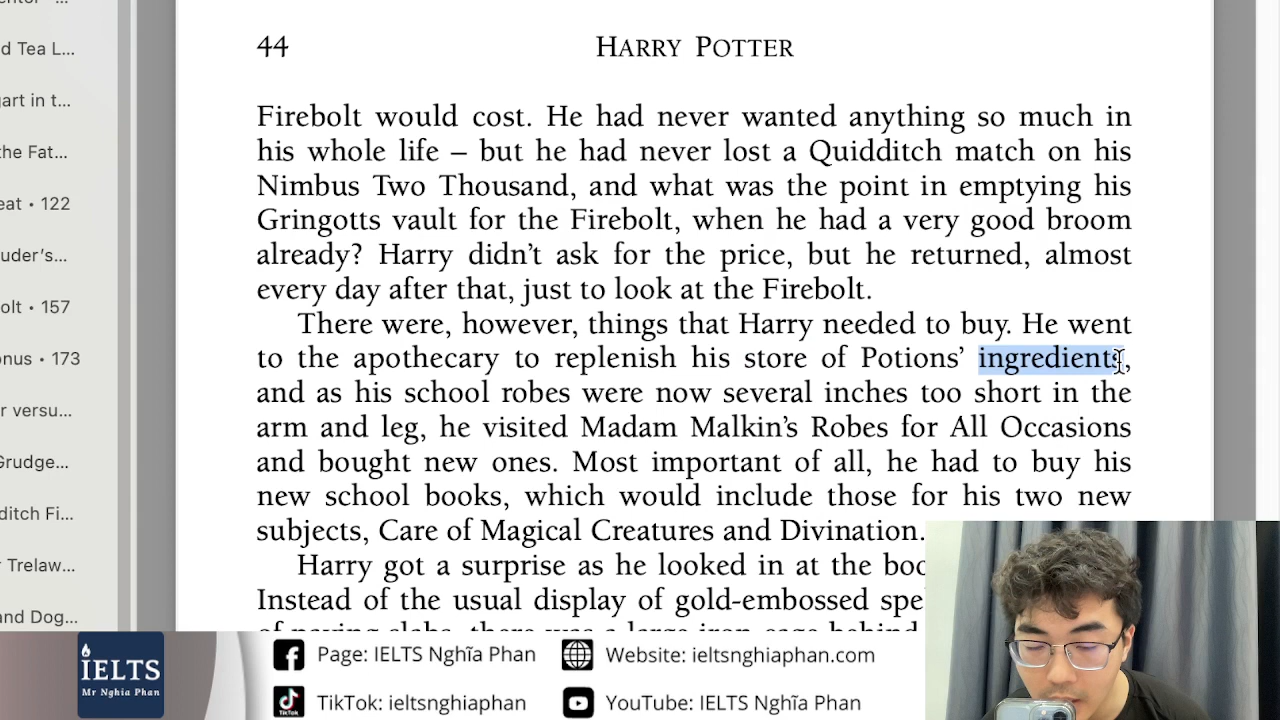 d Tea L...
art in t...
the Fat...
eat • 122
uder's...
olt • 157
onus • 173
r versu...
Grudge...
ditch Fi...
r Trelaw...
and Dog...
44 HARRY POTTER
Firebolt would cost. He had never wanted anything so much in
his whole life – but he had never lost a Quidditch match on his
Nimbus Two Thousand, and what was the point in emptying his
Gringotts vault for the Firebolt, when he had a very good broom
already? Harry didn't ask for the price, but he returned, almost
every day after that, just to look at the Firebolt.
There were, however, things that Harry needed to buy. He went
to the apothecary to replenish his store of Potions' ingredients,
and as his school robes were now several inches too short in the
arm and leg, he visited Madam Malkin's Robes for All Occasions
and bought new ones. Most important of all, he had to buy his
new school books, which would include those for his two new
subjects, Care of Magical Creatures and Divination.
Harry got a surprise as he looked in at the boo
Instead of the usual display of gold-embossed spe
of paving slabs, there was a large iron cage behind
IELTS
Mr Nghia Phan
Page: IELTS Nghĩa Phan
Website: ieltsnghiaphan.com
TikTok
TikTok: ieltsnghiaphan
YouTube: IELTS Nghĩa Phan